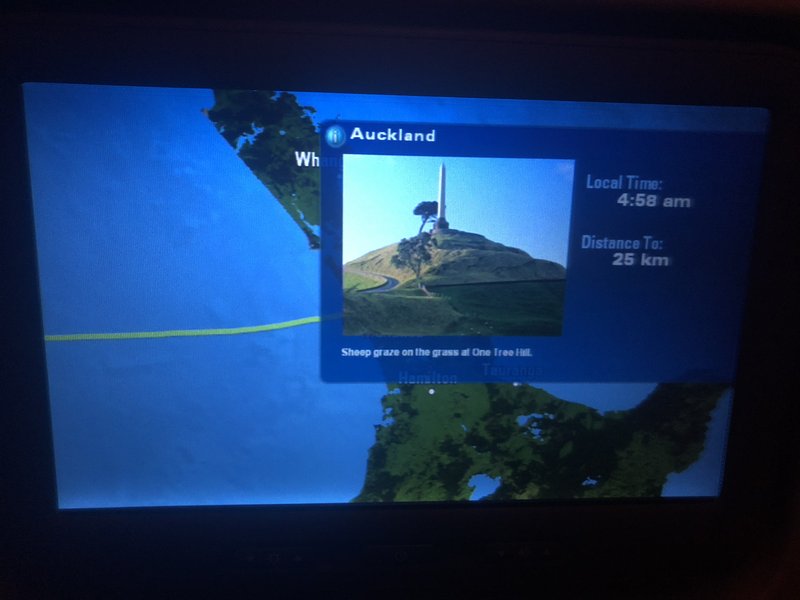 Auckland
Local Time:
4:58 am
Distance To:
25 km
Sheep graze on the grass at One Tree Hill.
Hamilton
Tauranga